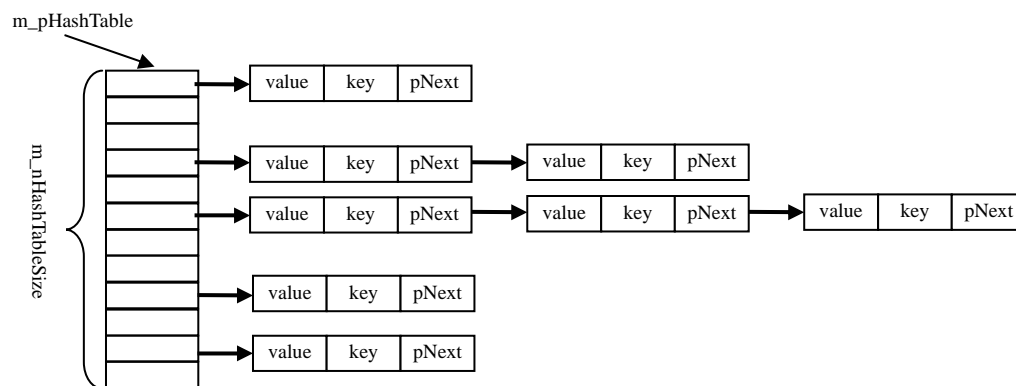 m_pHashTable
value key pNext
m_nHashTableSize
value key pNext value key pNext
value key pNext value key pNext value key pNext
value key pNext
value key pNext